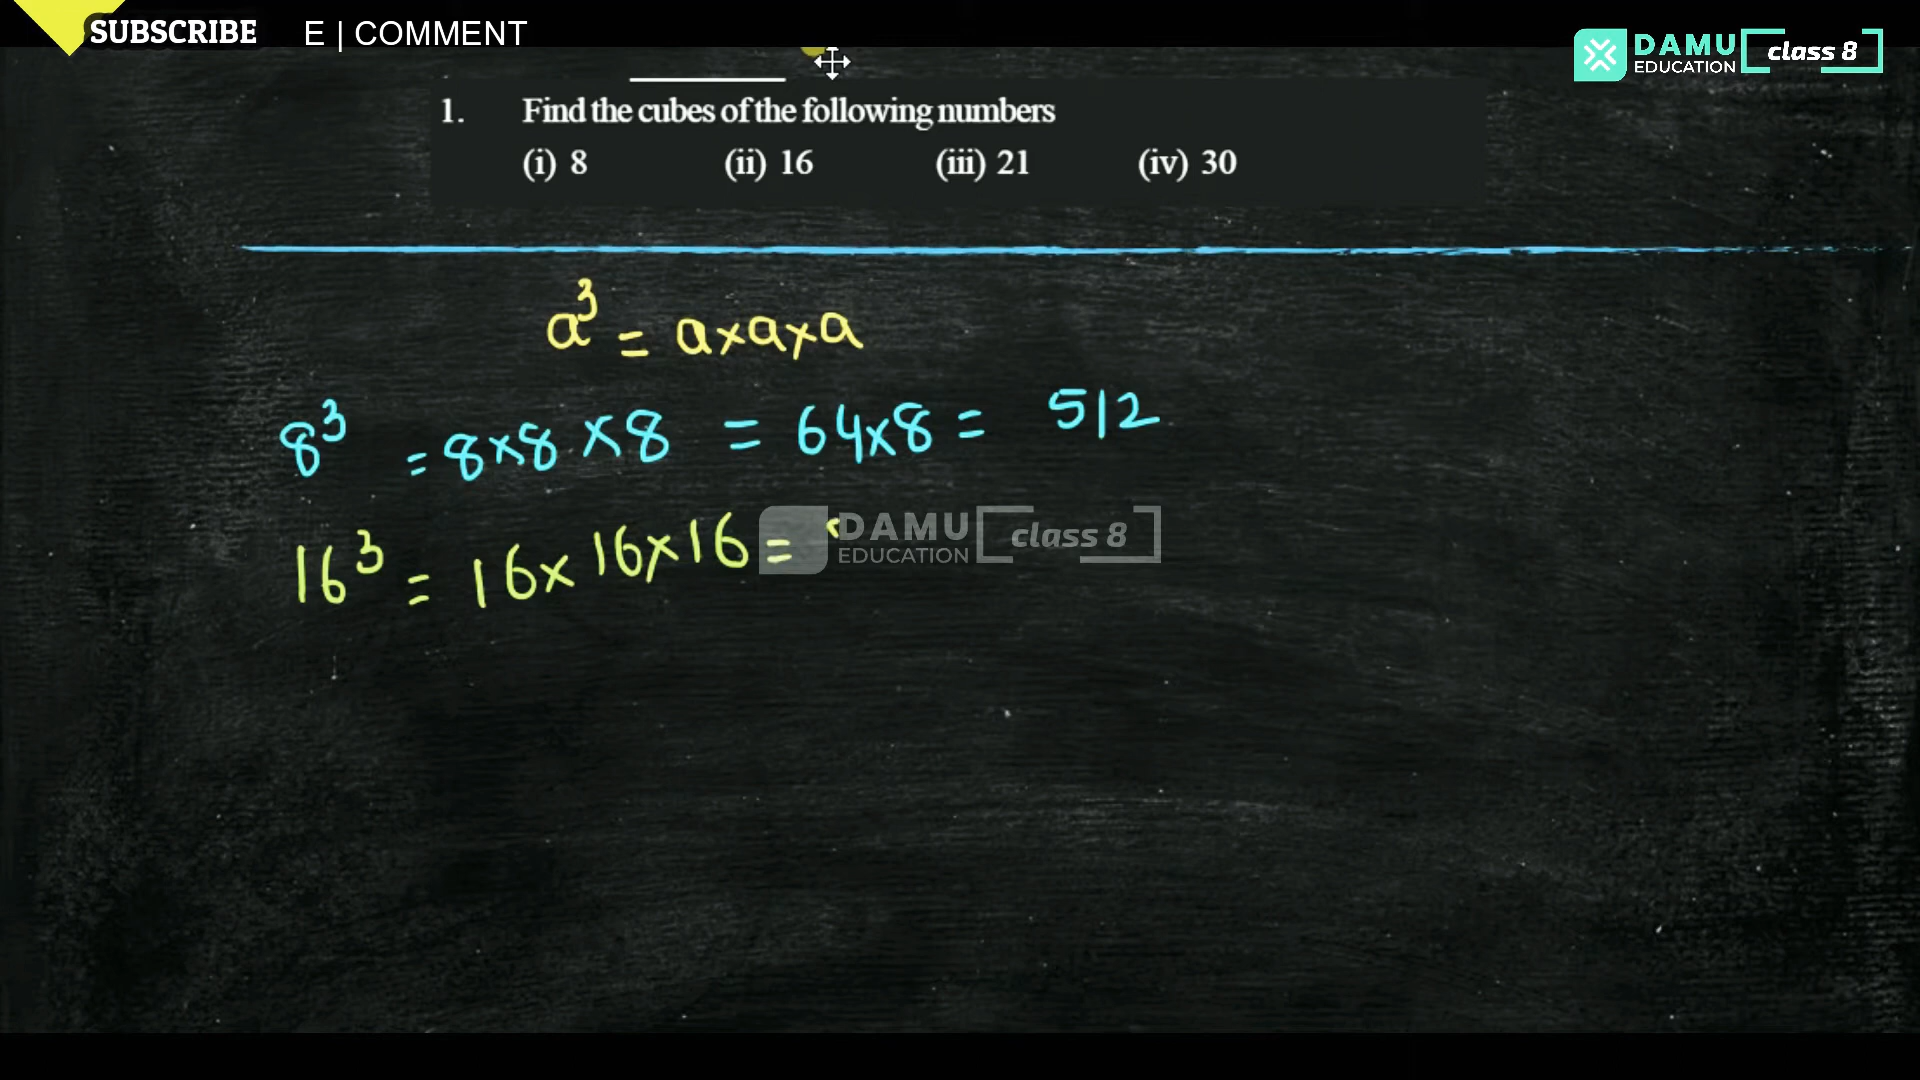 SUBSCRIBE E | COMMENT
DAMU EDUCATION class 8
1. Find the cubes of the following numbers
(i) 8 (ii) 16 (iii) 21 (iv) 30
a³ = a×a×a
8³ = 8×8×8 = 64×8 = 512
16³ = 16×16×16 =
DAMU EDUCATION class 8